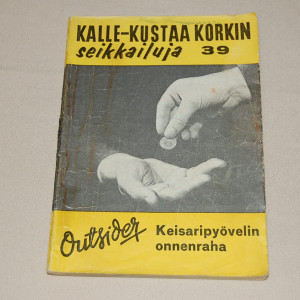 KALLE-KUSTAA KORKIN
seikkailuja 39
Outsider
Keisaripyövelin
onnenraha